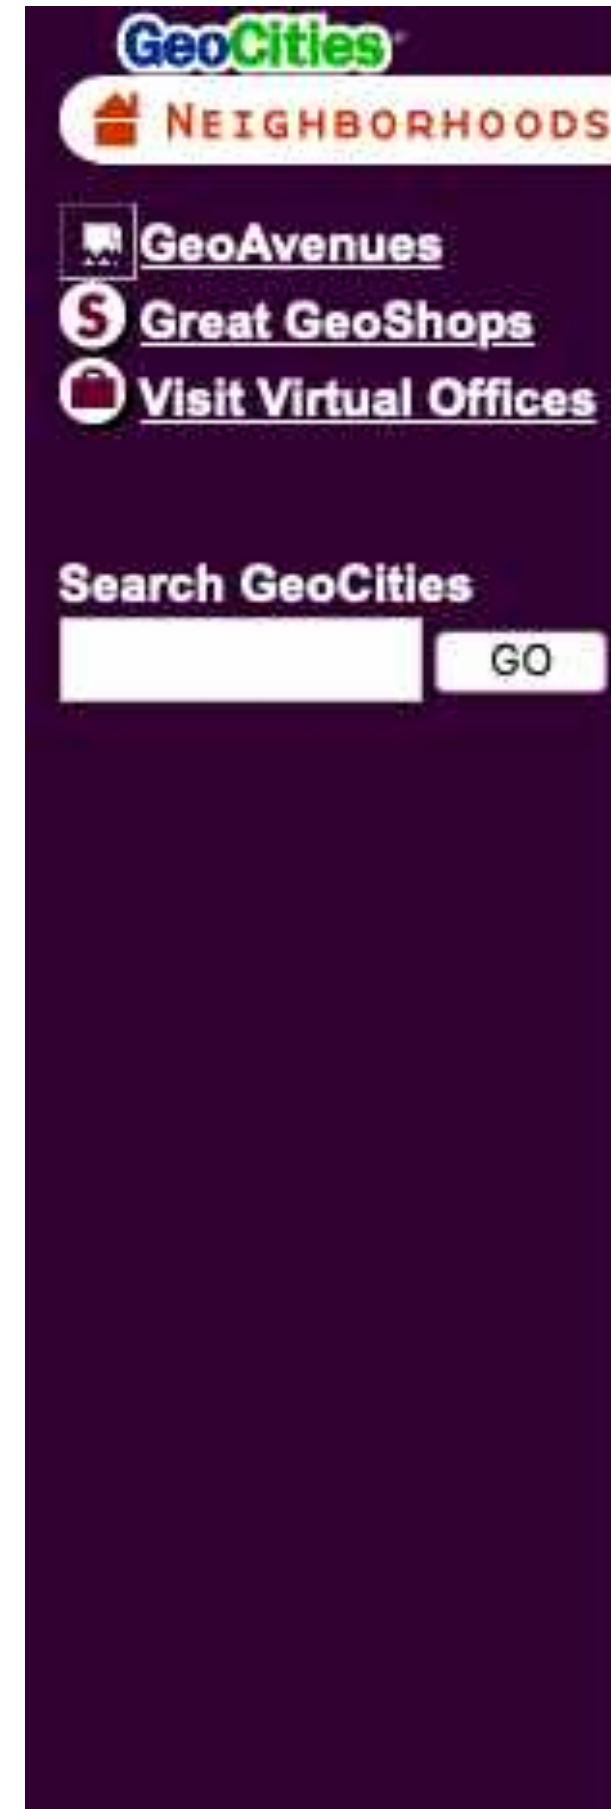 GeoCities
NEIGHBORHOODS
GeoAvenues
S Great GeoShops
Visit Virtual Offices
Search GeoCities
GO